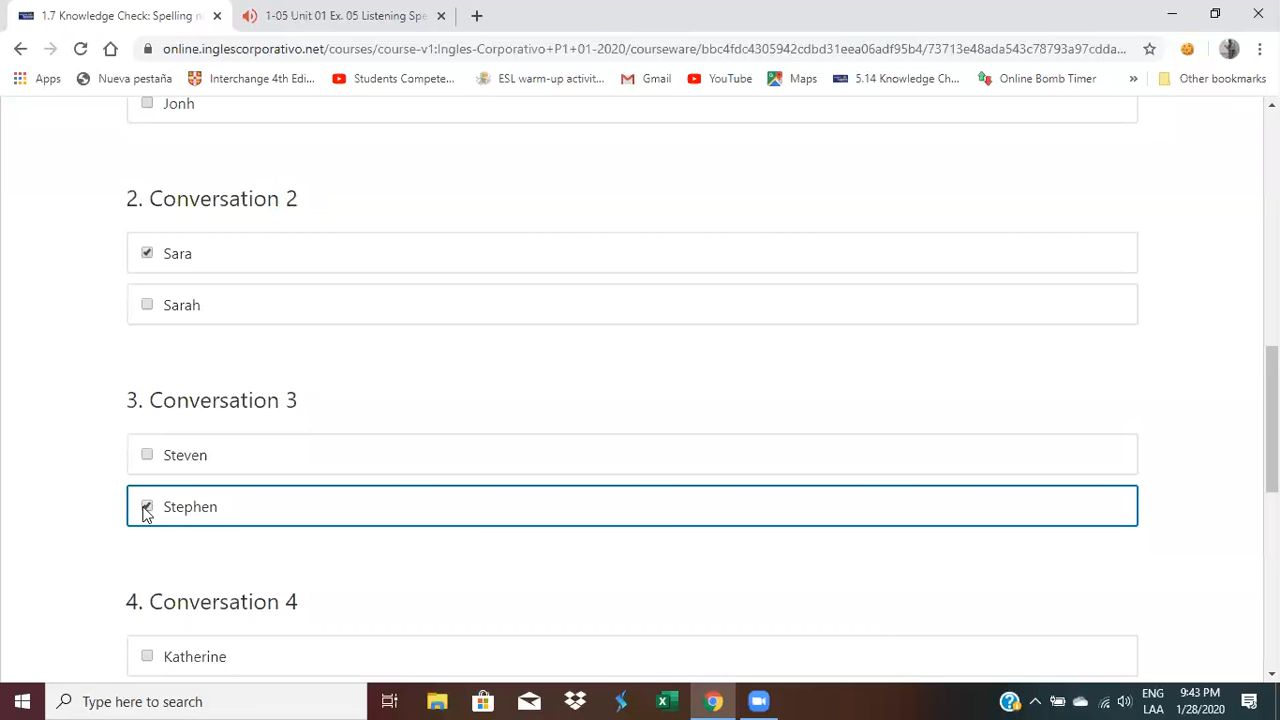 1.7 Knowledge Check: Spelling n
1-05 Unit 01 Ex. 05 Listening Spe
online.inglescorporativo.net/courses/course-v1:Ingles-Corporativo+P1+01-2020/courseware/bbc4fdc4305942cdbd31eea06adf95b4/73713e48ada543c78793a97cdda...
Apps Nueva pestaña Interchange 4th Edi... Students Compete... ESL warm-up activit... Gmail YouTube Maps 5.14 Knowledge Ch... Online Bomb Timer » Other bookmarks
Jonh
2. Conversation 2
Sara
Sarah
3. Conversation 3
Steven
Stephen
4. Conversation 4
Katherine
Type here to search
ENG 9:43 PM
LAA 1/28/2020